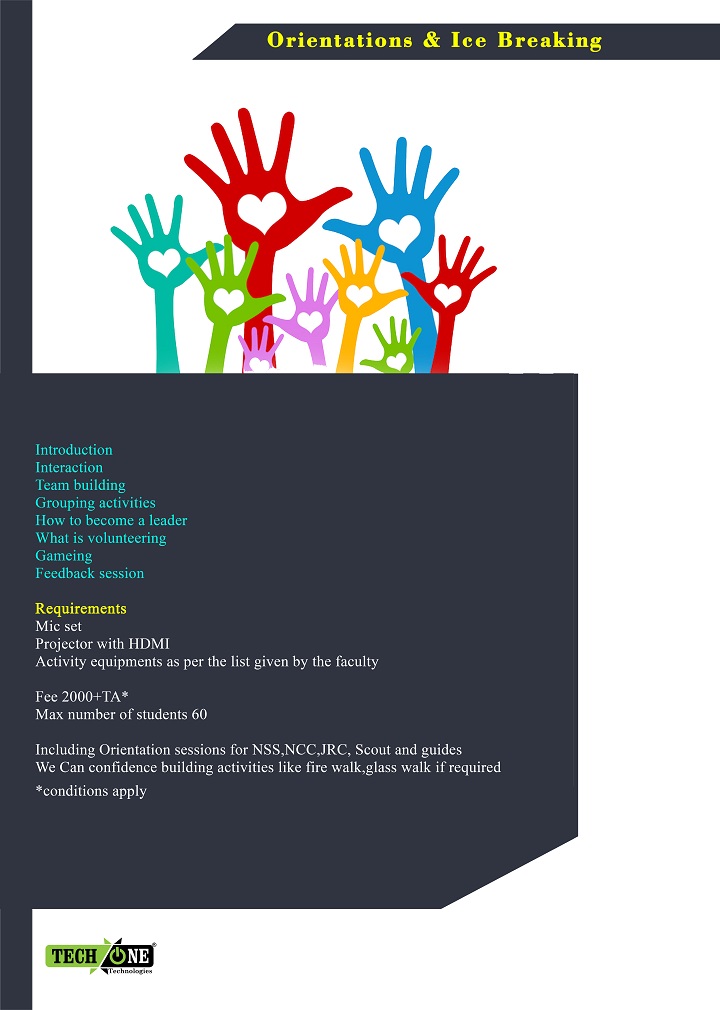 Orientations & Ice Breaking
Introduction
Interaction
Team building
Grouping activities
How to become a leader
What is volunteering
Gameing
Feedback session
Requirements
Mic set
Projector with HDMI
Activity equipments as per the list given by the faculty
Fee 2000+TA*
Max number of students 60
Including Orientation sessions for NSS,NCC,JRC, Scout and guides
We Can confidence building activities like fire walk,glass walk if required
*conditions apply
TECH ZONE®
Technologies